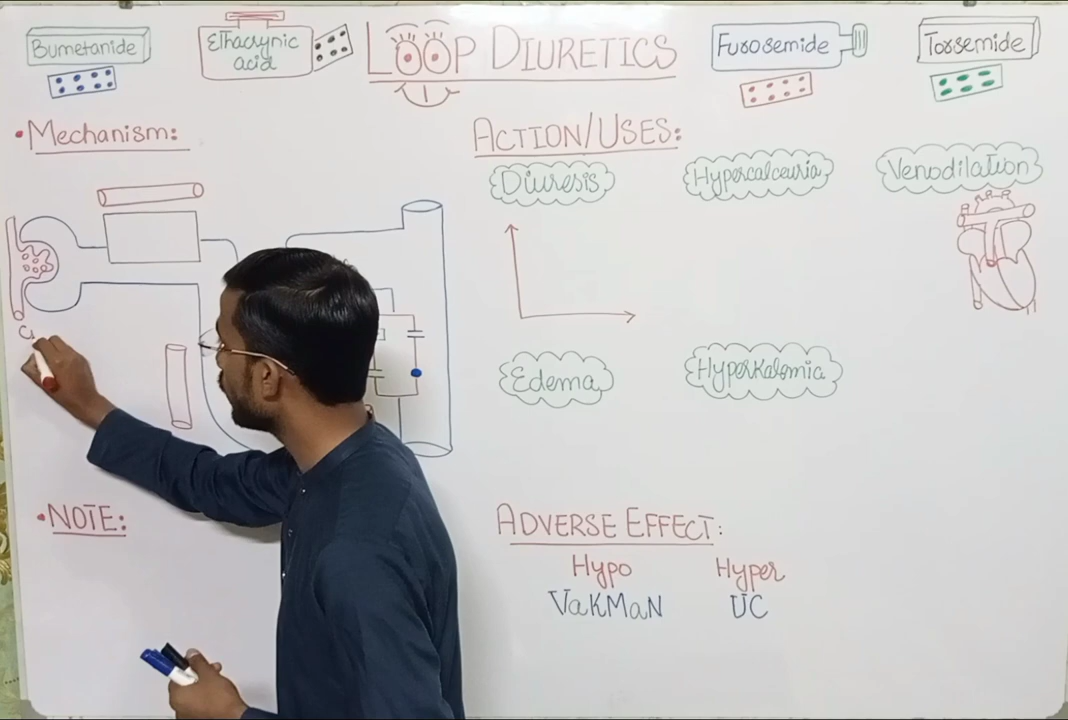 Bumetanide
Ethacrynic
acid
LOOP DIURETICS
Furosemide
Torsemide
•Mechanism:
ACTION/USES:
Diuresis
Hypercalceuria
Venodilation
Edema
Hyperkalemia
•NOTE:
ADVERSE EFFECT:
Hypo
Hyper
VaKMaN
UC